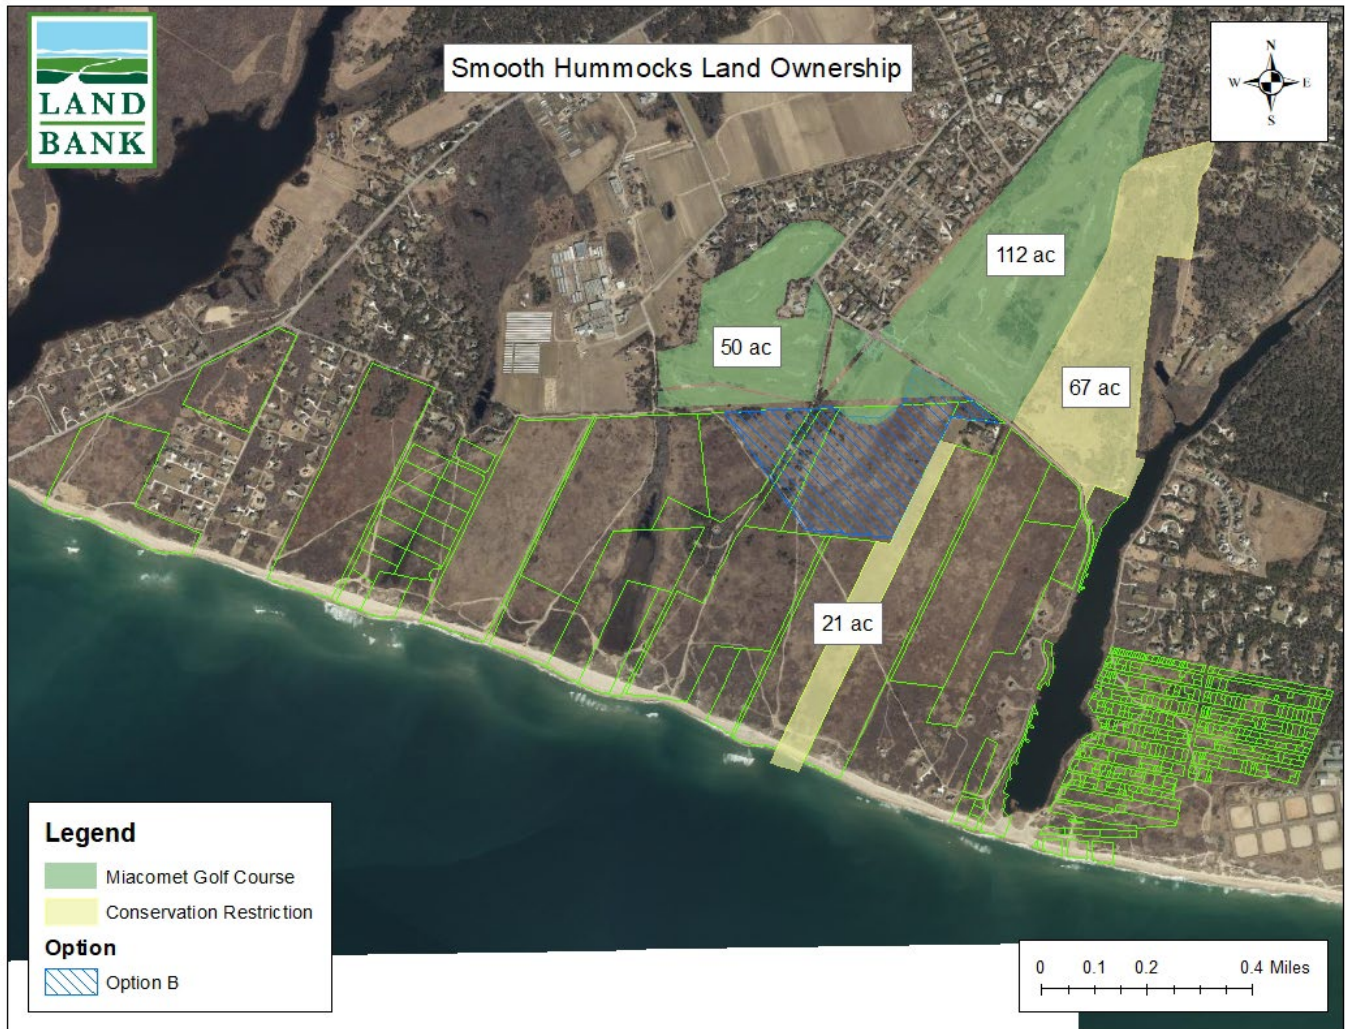 LAND
BANK
Smooth Hummocks Land Ownership
N
W E
S
112 ac
50 ac
67 ac
21 ac
Legend
Miacomet Golf Course
Conservation Restriction
Option
Option B
0 0.1 0.2 0.4 Miles